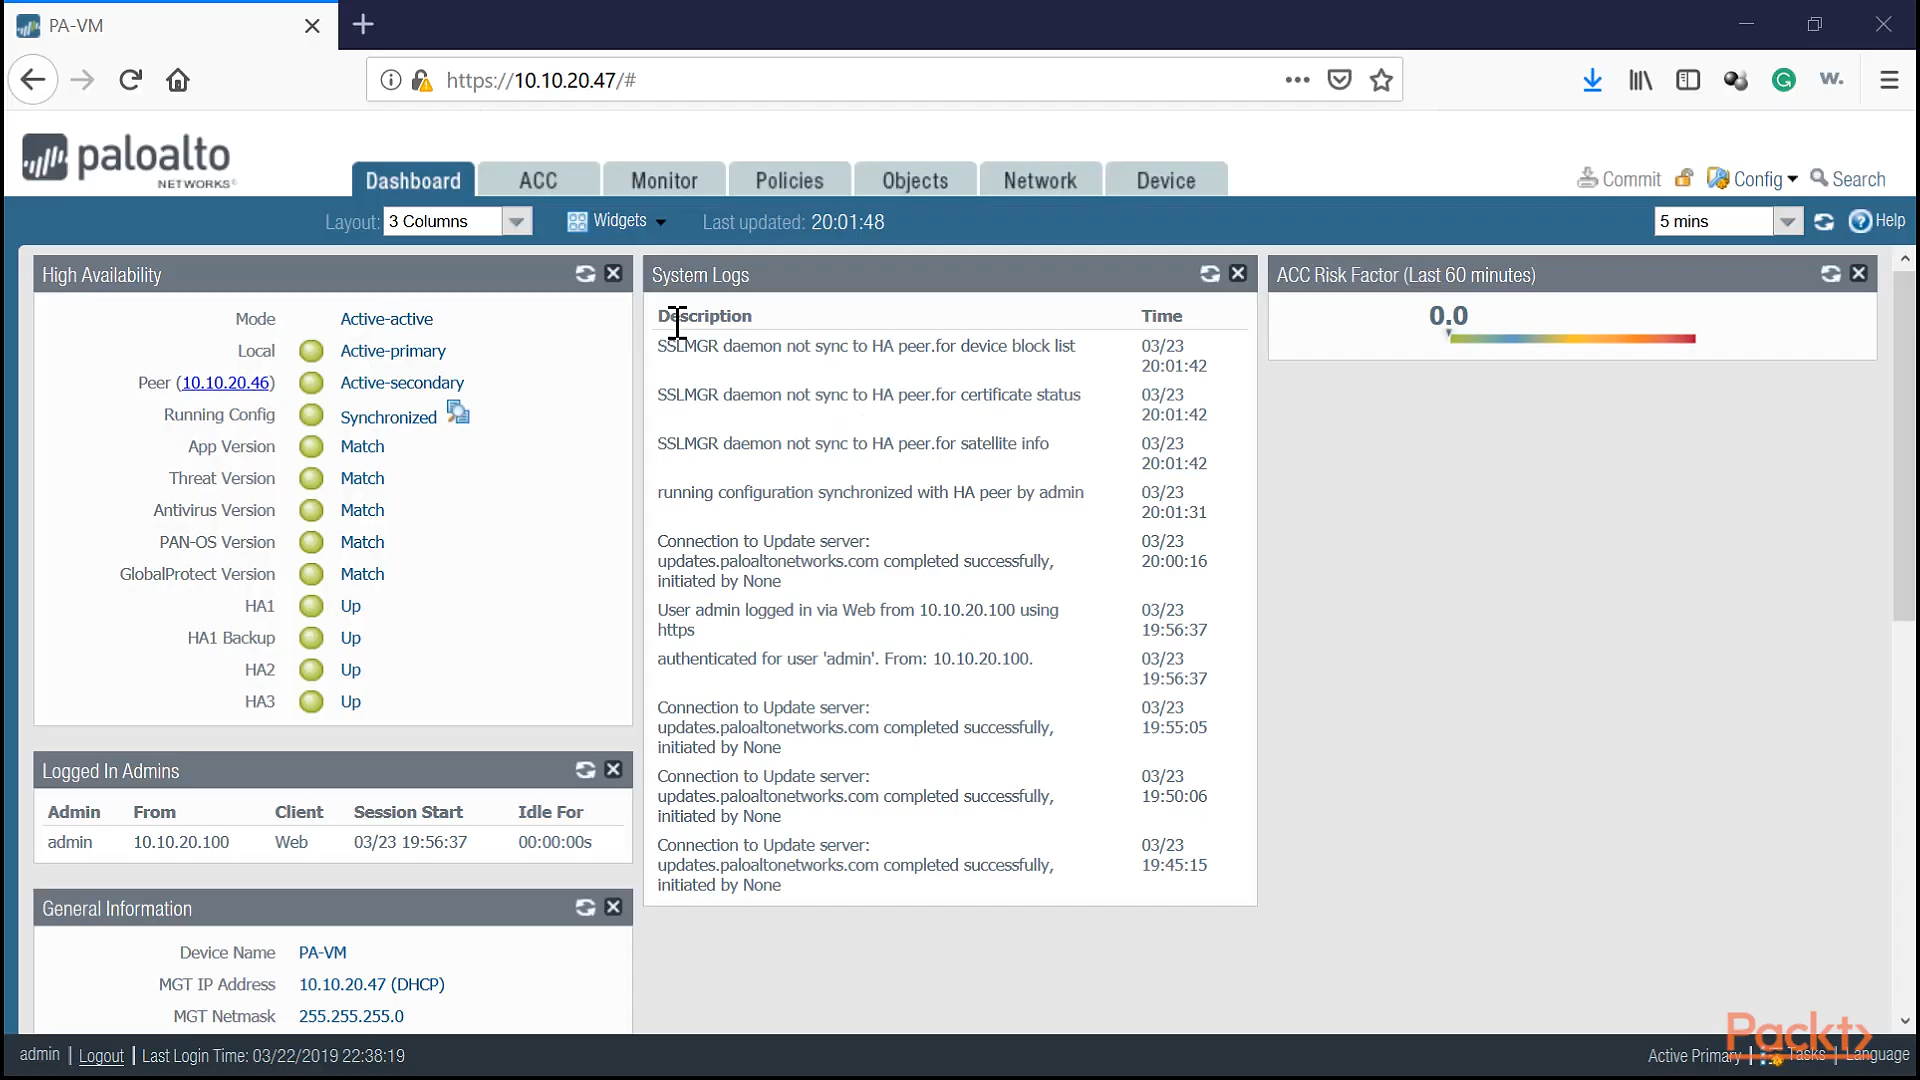 PA-VM
https://10.10.20.47/#
W.
paloalto
NETWORKS
Dashboard
ACC
Monitor
Policies
Objects
Network
Device
Commit
Config
Search
Layout: 3 Columns
Widgets
Last updated: 20:01:48
5 mins
Help
High Availability
Mode Active-active
Local Active-primary
Peer (10.10.20.46) Active-secondary
Running Config Synchronized
App Version Match
Threat Version Match
Antivirus Version Match
PAN-OS Version Match
GlobalProtect Version Match
HA1 Up
HA1 Backup Up
HA2 Up
HA3 Up
Logged In Admins
Admin From Client Session Start Idle For
admin 10.10.20.100 Web 03/23 19:56:37 00:00:00s
General Information
Device Name PA-VM
MGT IP Address 10.10.20.47 (DHCP)
MGT Netmask 255.255.255.0
System Logs
Description Time
SSLMGR daemon not sync to HA peer.for device block list 03/23
20:01:42
SSLMGR daemon not sync to HA peer.for certificate status 03/23
20:01:42
SSLMGR daemon not sync to HA peer.for satellite info 03/23
20:01:42
running configuration synchronized with HA peer by admin 03/23
20:01:31
Connection to Update server: 03/23
updates.paloaltonetworks.com completed successfully, 20:00:16
initiated by None
User admin logged in via Web from 10.10.20.100 using 03/23
https 19:56:37
authenticated for user 'admin'. From: 10.10.20.100. 03/23
19:56:37
Connection to Update server: 03/23
updates.paloaltonetworks.com completed successfully, 19:55:05
initiated by None
Connection to Update server: 03/23
updates.paloaltonetworks.com completed successfully, 19:50:06
initiated by None
Connection to Update server: 03/23
updates.paloaltonetworks.com completed successfully, 19:45:15
initiated by None
ACC Risk Factor (Last 60 minutes)
0.0
admin | Logout | Last Login Time: 03/22/2019 22:38:19
Active Primary | Tasks | Language
Packt>